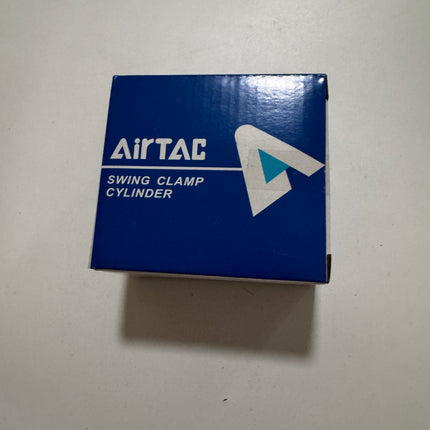 AirTAC
SWING CLAMP
CYLINDER